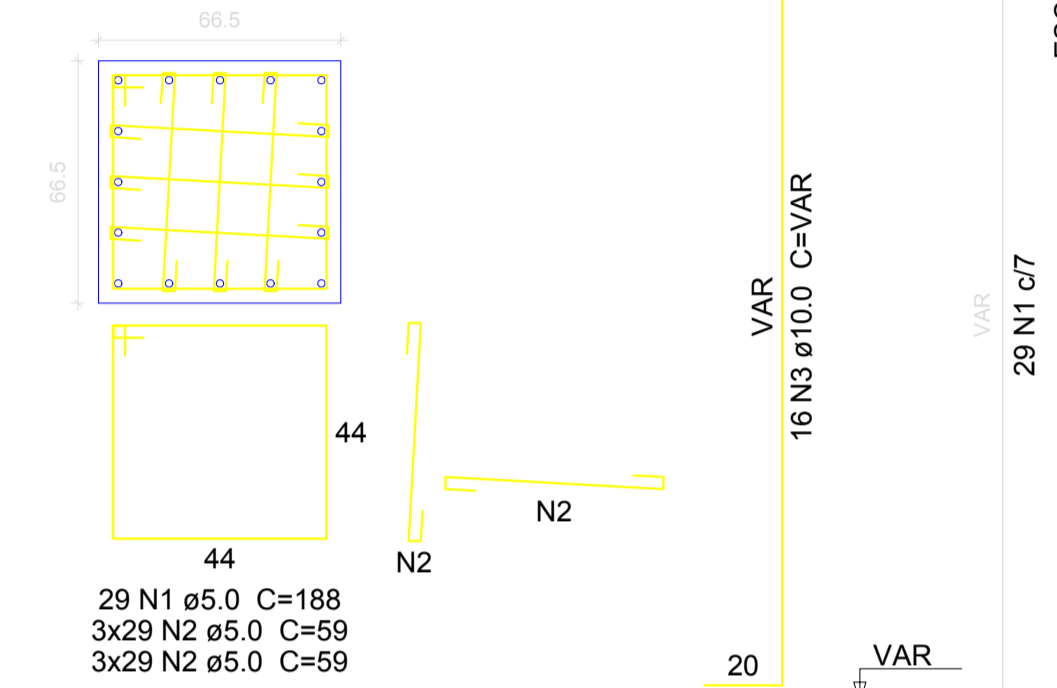 66.5
66.5
44
44
29 N1 ø5.0 C=188
3x29 N2 ø5.0 C=59
3x29 N2 ø5.0 C=59
N2
N2
VAR
16 N3 ø10.0 C=VAR
20
VAR
29 N1 c/7
VAR